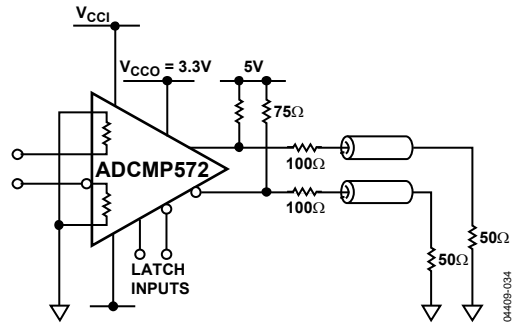 VCCI
VCCO = 3.3V
5V
75Ω
ADCMP572
100Ω
100Ω
50Ω
50Ω
LATCH
INPUTS
04409-034